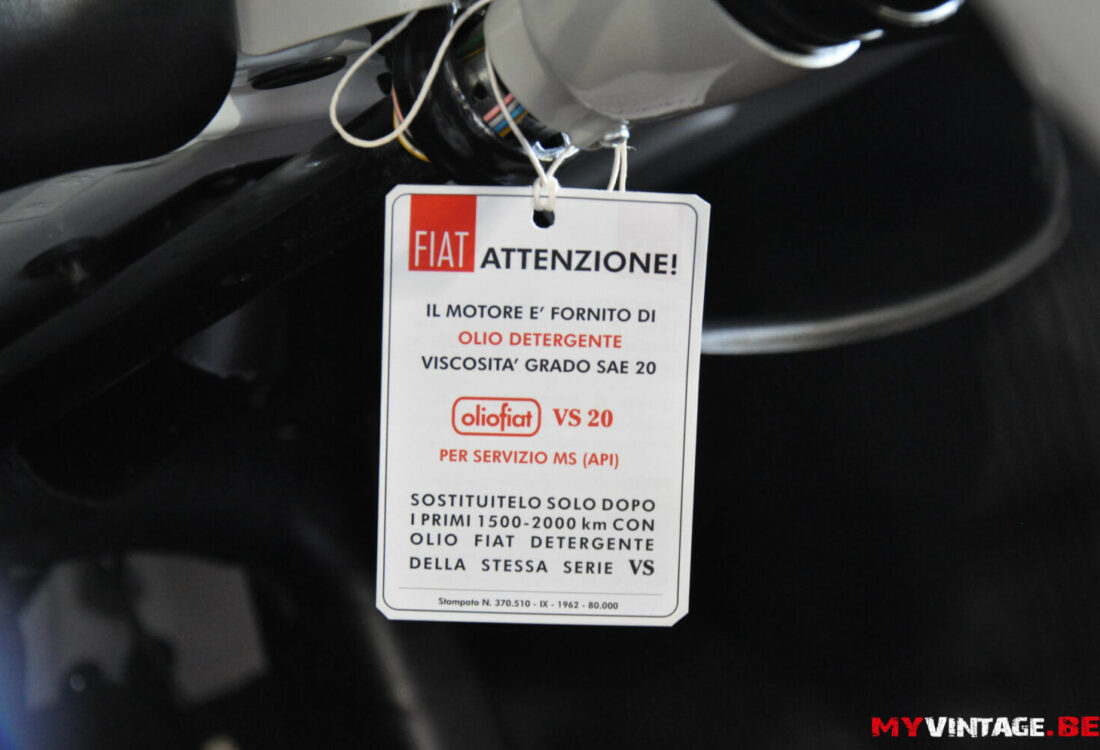 FIAT ATTENZIONE!
IL MOTORE E' FORNITO DI
OLIO DETERGENTE
VISCOSITA' GRADO SAE 20
oliofiat VS 20
PER SERVIZIO MS (API)
SOSTITUITELO SOLO DOPO
I PRIMI 1500-2000 km CON
OLIO FIAT DETERGENTE
DELLA STESSA SERIE VS
Stampato N. 370.510 - IX - 1962 - 80.000
MYVINTAGE.BE